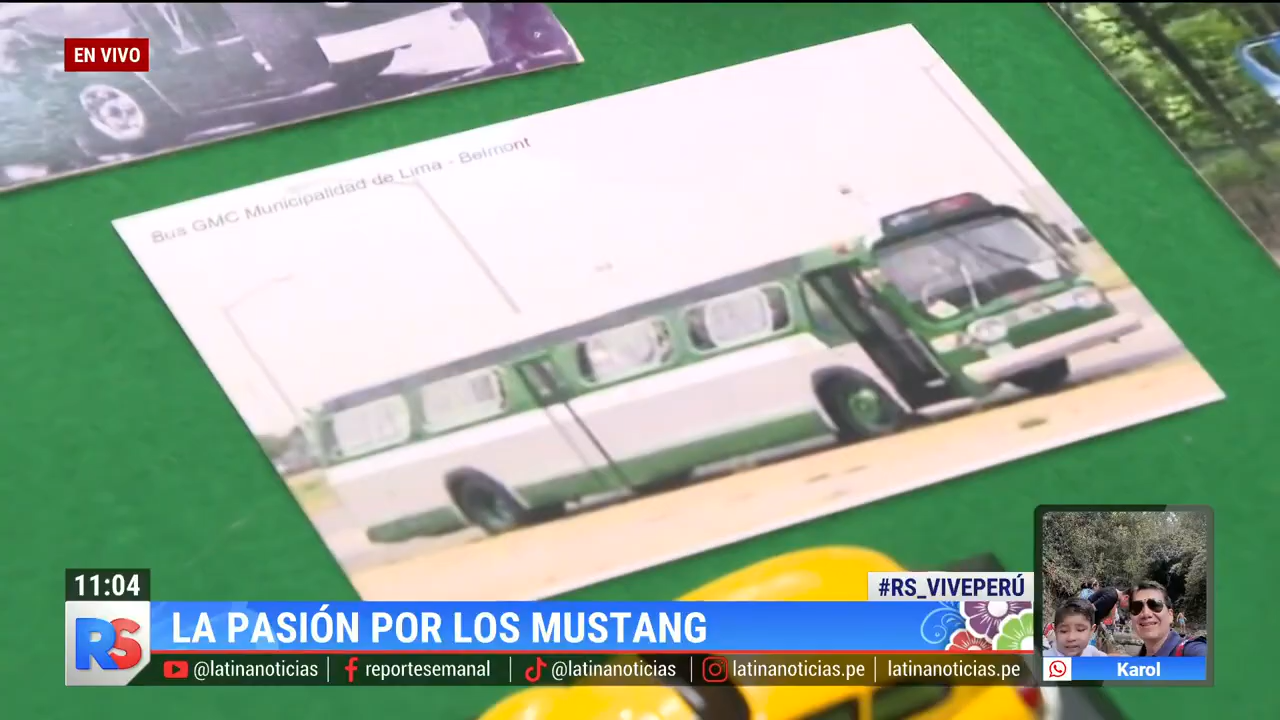 EN VIVO
Bus GMC Municipalidad de Lima - Belmont
11:04
#RS_VIVEPERÚ
RS
LA PASIÓN POR LOS MUSTANG
@latinanoticias
reportesemanal
@latinanoticias
latinanoticias.pe
latinanoticias.pe
Karol